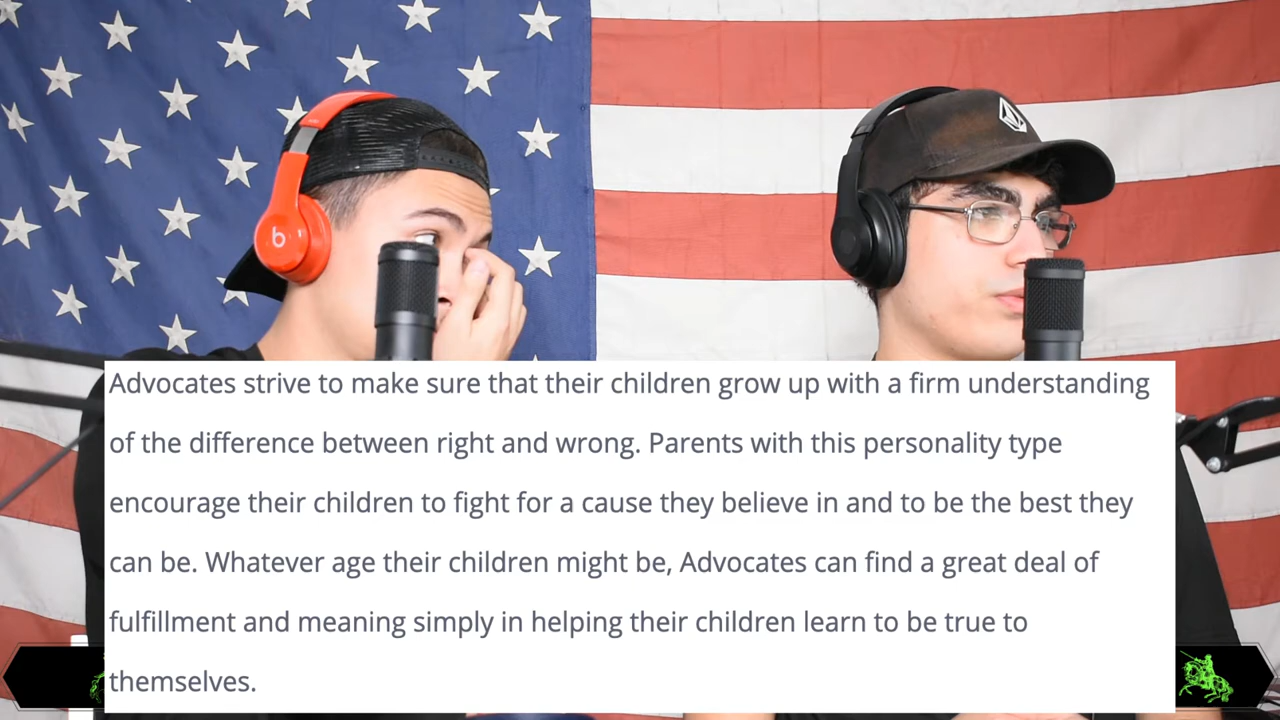 b
Advocates strive to make sure that their children grow up with a firm understanding
of the difference between right and wrong. Parents with this personality type
encourage their children to fight for a cause they believe in and to be the best they
can be. Whatever age their children might be, Advocates can find a great deal of
fulfillment and meaning simply in helping their children learn to be true to
themselves.